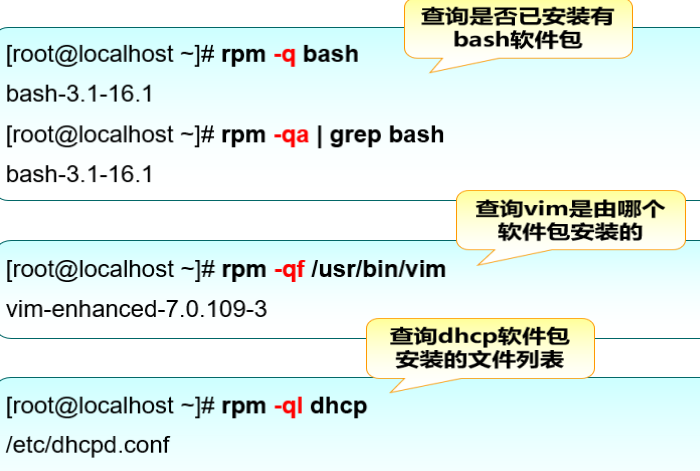 查询是否已安装有
bash软件包
[root@localhost ~]# rpm -q bash
bash-3.1-16.1
[root@localhost ~]# rpm -qa | grep bash
bash-3.1-16.1
查询vim是由哪个
软件包安装的
[root@localhost ~]# rpm -qf /usr/bin/vim
vim-enhanced-7.0.109-3
查询dhcp软件包
安装的文件列表
[root@localhost ~]# rpm -ql dhcp
/etc/dhcpd.conf